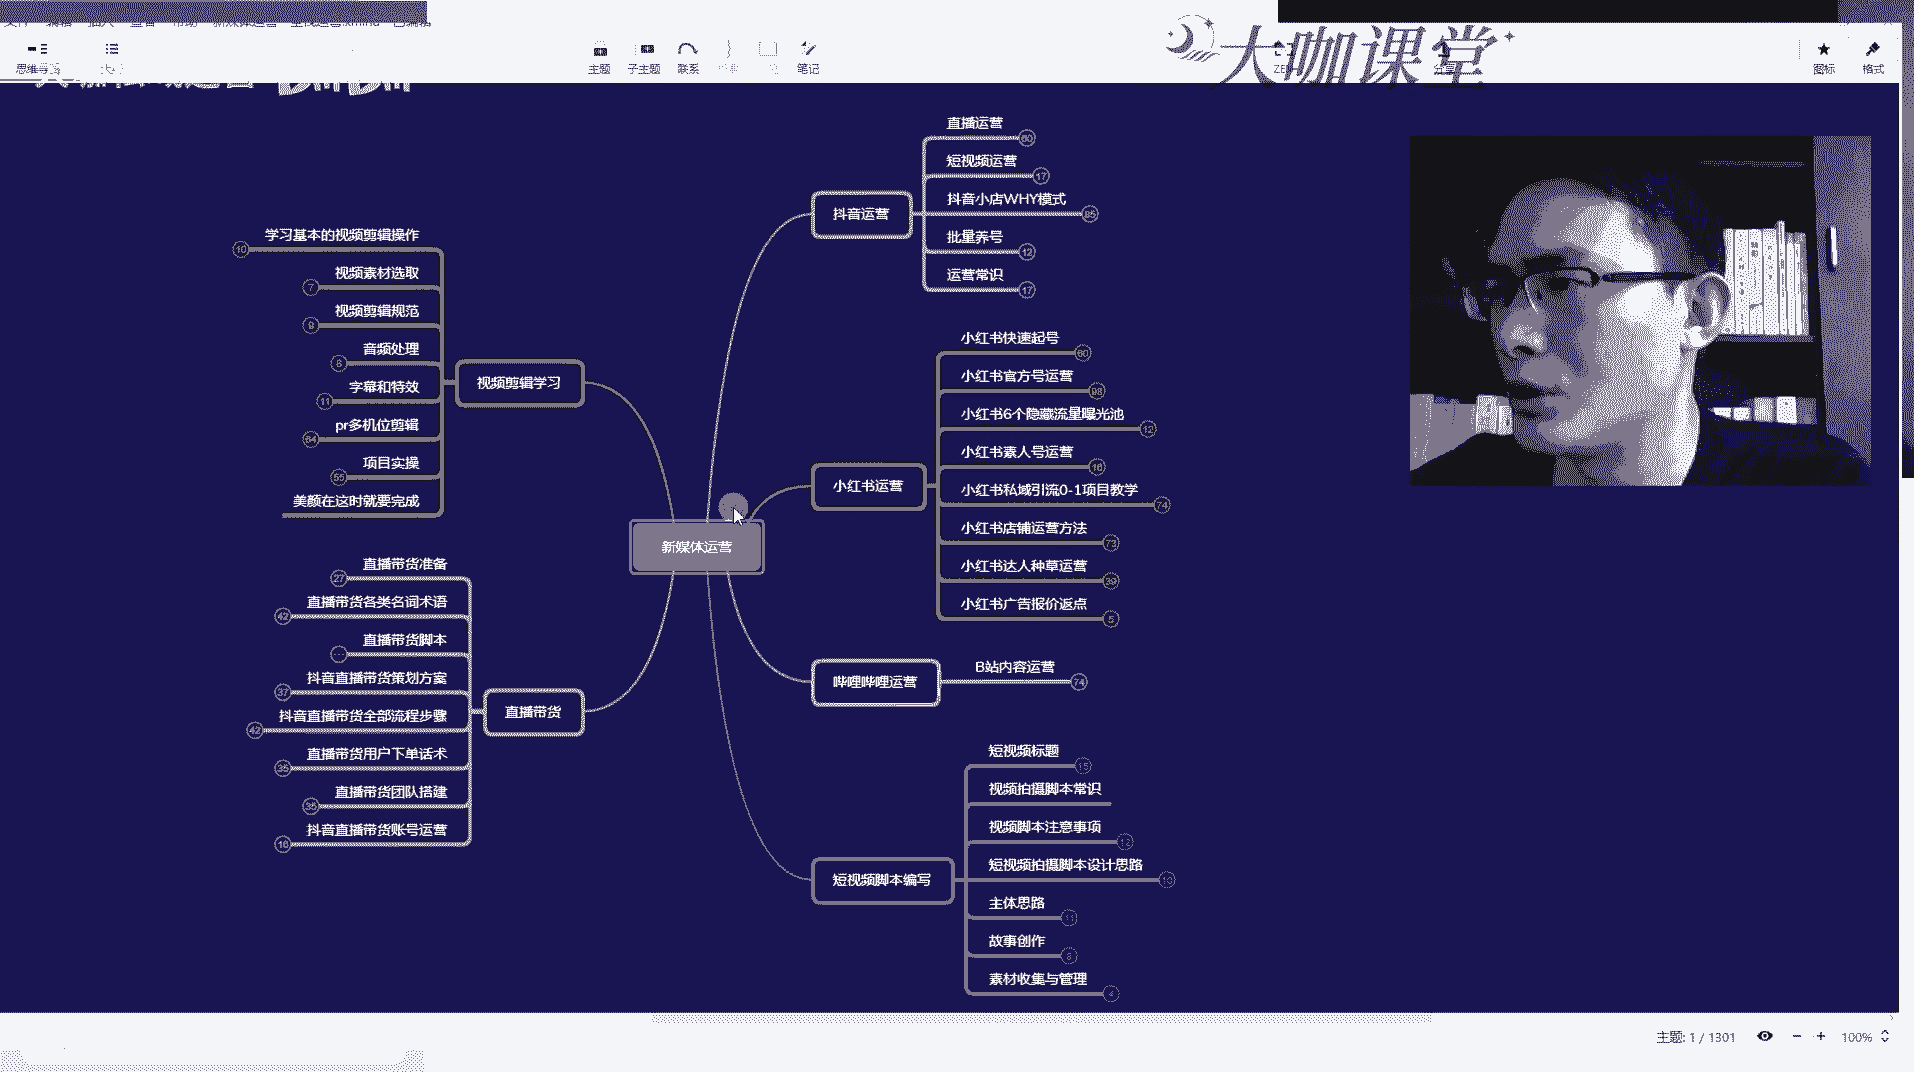 主题
子主题
联系
笔记
ZEN
分享
图标
格式
大咖课堂
直播运营
60
短视频运营
17
抖音小店WHY模式
85
批量养号
12
运营常识
17
抖音运营
小红书快速起号
60
小红书官方号运营
98
小红书6个隐藏流量曝光池
12
小红书素人号运营
16
小红书私域引流0-1项目教学
74
小红书店铺运营方法
73
小红书达人种草运营
39
小红书广告报价返点
5
小红书运营
哔哩哔哩运营
B站内容运营
74
短视频标题
15
视频拍摄脚本常识
视频脚本注意事项
12
短视频拍摄脚本设计思路
10
主体思路
11
故事创作
8
素材收集与管理
4
短视频脚本编写
新媒体运营
学习基本的视频剪辑操作
10
视频素材选取
7
视频剪辑规范
9
音频处理
8
字幕和特效
11
pr多机位剪辑
64
项目实操
55
美颜在这时就要完成
视频剪辑学习
直播带货准备
27
直播带货各类名词术语
42
直播带货脚本
抖音直播带货策划方案
37
抖音直播带货全部流程步骤
42
直播带货用户下单话术
35
直播带货团队搭建
35
抖音直播带货账号运营
16
直播带货
主题: 1 / 1301
100%